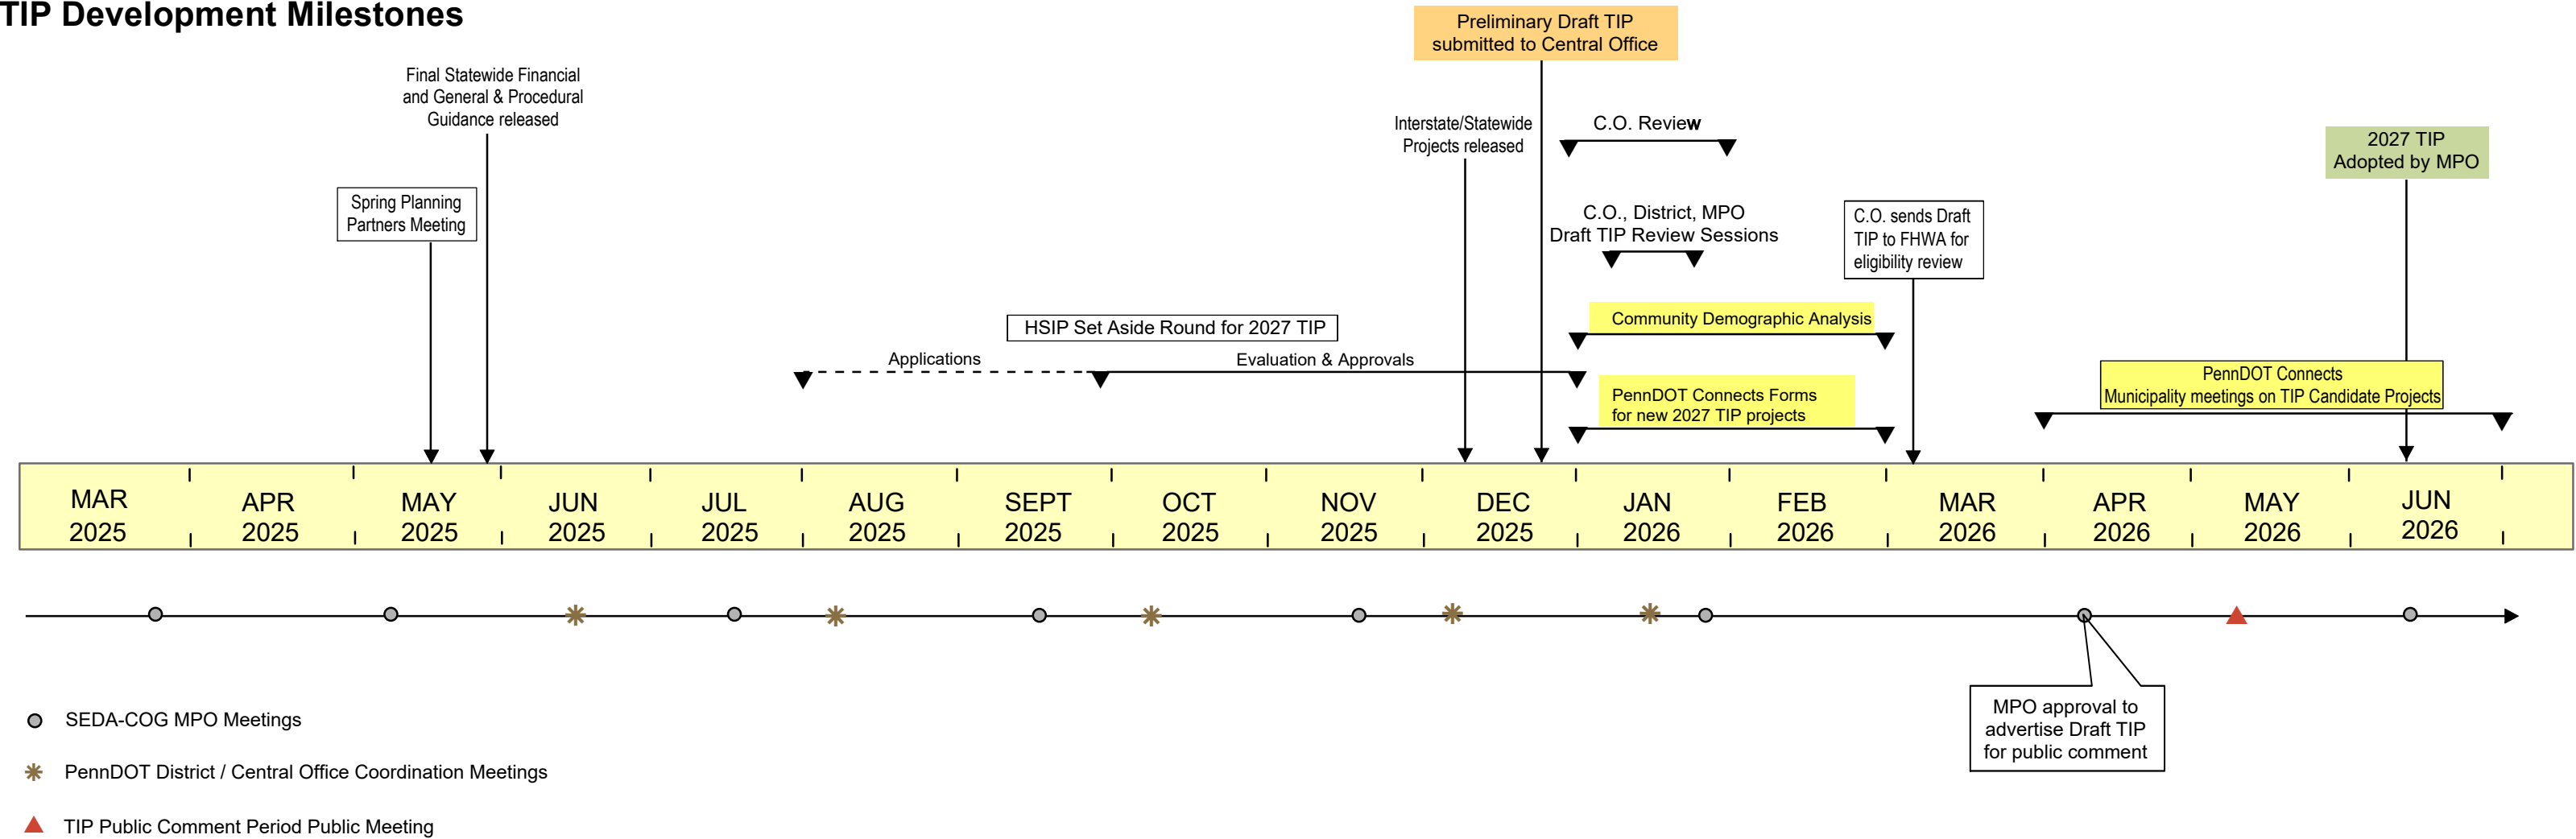 TIP Development Milestones
Preliminary Draft TIP
submitted to Central Office
Final Statewide Financial
and General & Procedural
Guidance released
Interstate/Statewide
Projects released
C.O. Review
2027 TIP
Adopted by MPO
Spring Planning
Partners Meeting
C.O., District, MPO
Draft TIP Review Sessions
C.O. sends Draft
TIP to FHWA for
eligibility review
HSIP Set Aside Round for 2027 TIP
Community Demographic Analysis
Applications
Evaluation & Approvals
PennDOT Connects Forms
for new 2027 TIP projects
PennDOT Connects
Municipality meetings on TIP Candidate Projects
MAR
2025
APR
2025
MAY
2025
JUN
2025
JUL
2025
AUG
2025
SEPT
2025
OCT
2025
NOV
2025
DEC
2025
JAN
2026
FEB
2026
MAR
2026
APR
2026
MAY
2026
JUN
2026
MPO approval to
advertise Draft TIP
for public comment
SEDA-COG MPO Meetings
PennDOT District / Central Office Coordination Meetings
TIP Public Comment Period Public Meeting